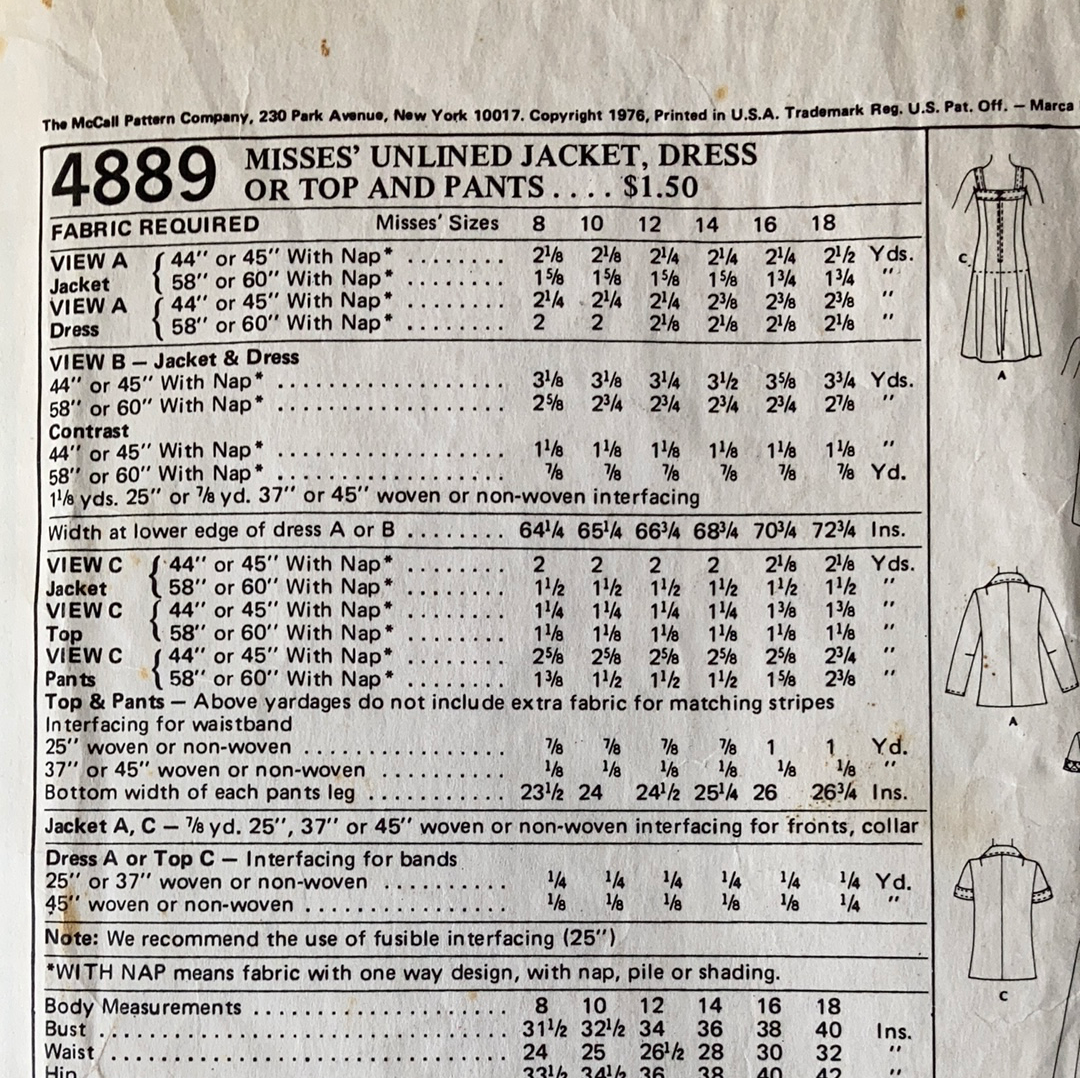 The McCall Pattern Company, 230 Park Avenue, New York 10017. Copyright 1976, Printed in U.S.A. Trademark Reg. U.S. Pat. Off. — Marca
4889 MISSES' UNLINED JACKET, DRESS
OR TOP AND PANTS .... $1.50
FABRIC REQUIRED Misses' Sizes 8 10 12 14 16 18
VIEW A { 44" or 45" With Nap* ........ 2⅛ 2⅛ 2¼ 2¼ 2¼ 2½ Yds.
Jacket { 58" or 60" With Nap* ........ 1⅝ 1⅝ 1⅝ 1⅝ 1¾ 1¾ "
VIEW A { 44" or 45" With Nap* ........ 2¼ 2¼ 2¼ 2⅜ 2⅜ 2⅜ "
Dress { 58" or 60" With Nap* ........ 2 2 2⅛ 2⅛ 2⅛ 2⅛ "
VIEW B — Jacket & Dress
44" or 45" With Nap* .................. 3⅛ 3⅛ 3¼ 3½ 3⅝ 3¾ Yds.
58" or 60" With Nap* .................. 2⅝ 2¾ 2¾ 2¾ 2¾ 2⅞ "
Contrast
44" or 45" With Nap* .................. 1⅛ 1⅛ 1⅛ 1⅛ 1⅛ 1⅛ "
58" or 60" With Nap* .................. ⅞ ⅞ ⅞ ⅞ ⅞ ⅞ Yd.
1⅛ yds. 25" or ⅞ yd. 37" or 45" woven or non-woven interfacing
Width at lower edge of dress A or B ........ 64¼ 65¼ 66¾ 68¾ 70¾ 72¾ Ins.
VIEW C { 44" or 45" With Nap* ........ 2 2 2 2 2⅛ 2⅛ Yds.
Jacket { 58" or 60" With Nap* ........ 1½ 1½ 1½ 1½ 1½ 1½ "
VIEW C { 44" or 45" With Nap* ........ 1¼ 1¼ 1¼ 1¼ 1⅜ 1⅜ "
Top { 58" or 60" With Nap* ........ 1⅛ 1⅛ 1⅛ 1⅛ 1⅛ 1⅛ "
VIEW C { 44" or 45" With Nap* ........ 2⅝ 2⅝ 2⅝ 2⅝ 2⅝ 2¾ "
Pants { 58" or 60" With Nap* ........ 1⅜ 1½ 1½ 1½ 1⅝ 2⅜ "
Top & Pants — Above yardages do not include extra fabric for matching stripes
Interfacing for waistband
25" woven or non-woven ................ ⅞ ⅞ ⅞ ⅞ 1 1 Yd.
37" or 45" woven or non-woven .......... ⅛ ⅛ ⅛ ⅛ ⅛ ⅛ "
Bottom width of each pants leg ........... 23½ 24 24½ 25¼ 26 26¾ Ins.
Jacket A, C — ⅞ yd. 25", 37" or 45" woven or non-woven interfacing for fronts, collar
Dress A or Top C — Interfacing for bands
25" or 37" woven or non-woven .......... ¼ ¼ ¼ ¼ ¼ ¼ Yd.
45" woven or non-woven ................ ⅛ ⅛ ⅛ ⅛ ⅛ ¼ "
Note: We recommend the use of fusible interfacing (25")
*WITH NAP means fabric with one way design, with nap, pile or shading.
Body Measurements .................... 8 10 12 14 16 18
Bust ................................ 31½ 32½ 34 36 38 40 Ins.
Waist ............................... 24 25 26½ 28 30 32 "
Hip 33½ 34½ 36 38 40 42 "
C
A
A
C